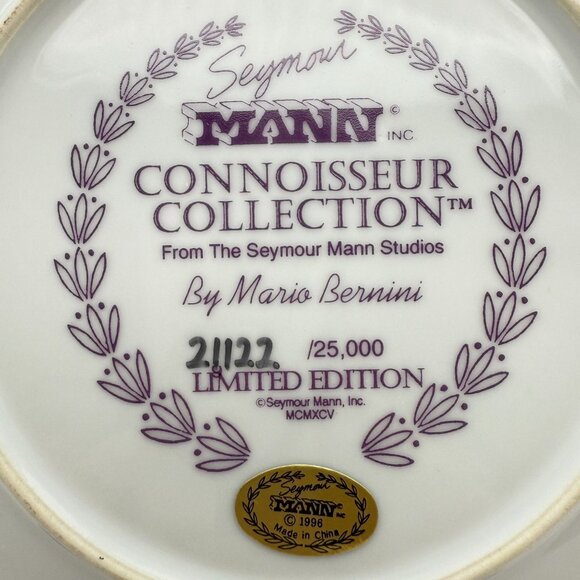 Seymour
MANN © INC
CONNOISSEUR
COLLECTION™
From The Seymour Mann Studios
By Mario Bernini
21122 /25,000
LIMITED EDITION
©Seymour Mann, Inc.
MCMXCV
Seymour
MANN INC
© 1996
Made in China